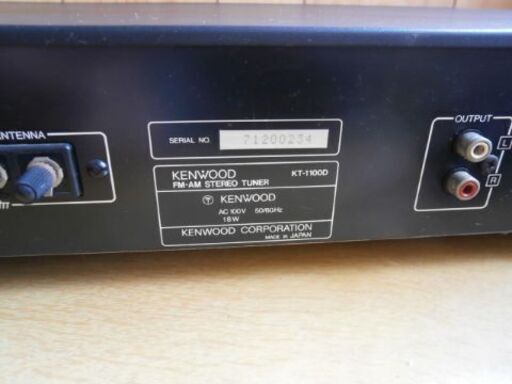 ANTENNA
SERIAL NO. 71200234
OUTPUT
L
R
KENWOOD KT-1100D
FM-AM STEREO TUNER
KENWOOD
AC 100V 50/60Hz
18W
KENWOOD CORPORATION
MADE IN JAPAN